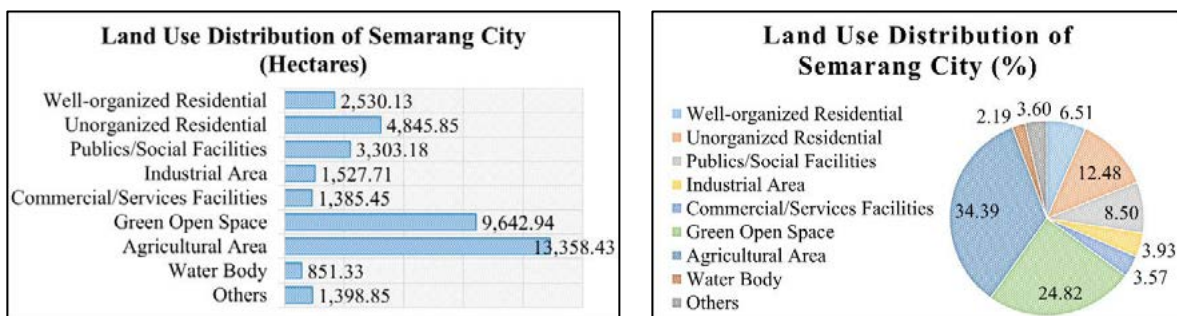 Land Use Distribution of Semarang City
(Hectares)
Well-organized Residential 2,530.13
Unorganized Residential 4,845.85
Publics/Social Facilities 3,303.18
Industrial Area 1,527.71
Commercial/Services Facilities 1,385.45
Green Open Space 9,642.94
Agricultural Area 13,358.43
Water Body 851.33
Others 1,398.85
Land Use Distribution of
Semarang City (%)
Well-organized Residential
Unorganized Residential
Publics/Social Facilities
Industrial Area
Commercial/Services Facilities
Green Open Space
Agricultural Area
Water Body
Others
2.19
3.60
6.51
12.48
8.50
3.93
3.57
24.82
34.39